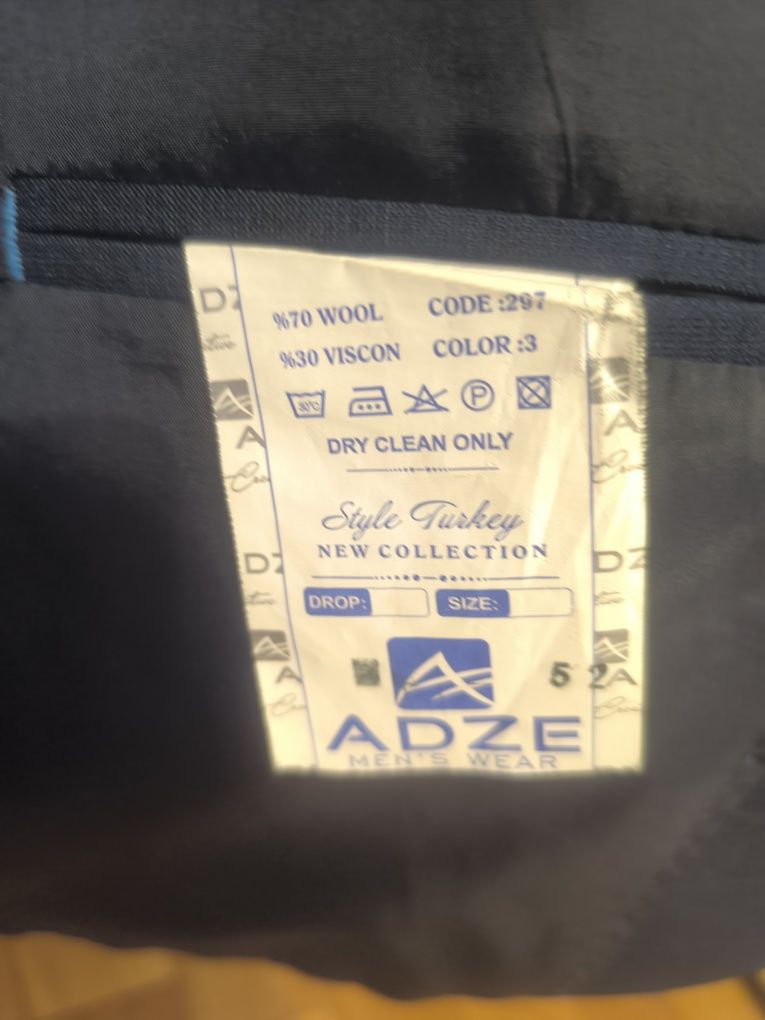 %70 WOOL CODE :297
%30 VISCON COLOR :3
30°C P
DRY CLEAN ONLY
Style Turkey
NEW COLLECTION
DROP: SIZE:
52
ADZE
MEN'S WEAR